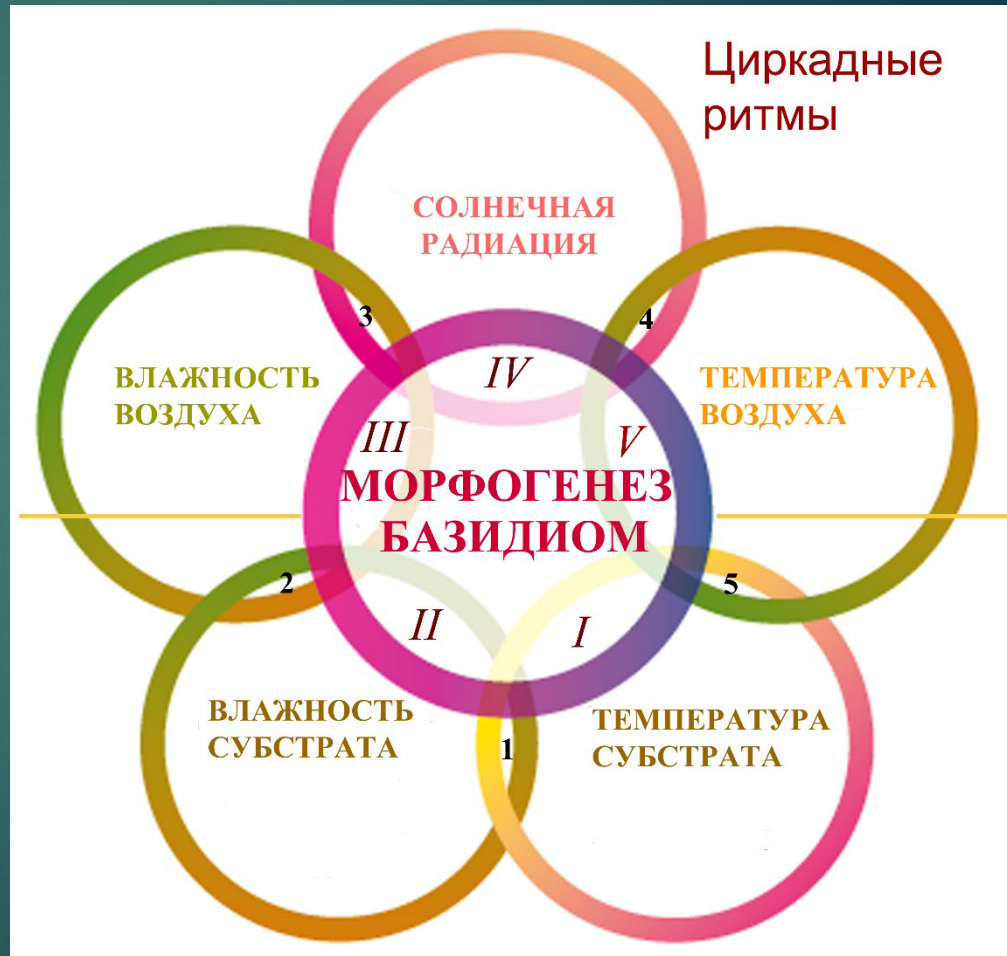 Циркадные
ритмы
СОЛНЕЧНАЯ
РАДИАЦИЯ
3
4
ВЛАЖНОСТЬ
ВОЗДУХА
ТЕМПЕРАТУРА
ВОЗДУХА
IV
III
V
МОРФОГЕНЕЗ
БАЗИДИОМ
2
5
II
I
ВЛАЖНОСТЬ
СУБСТРАТА
1
ТЕМПЕРАТУРА
СУБСТРАТА